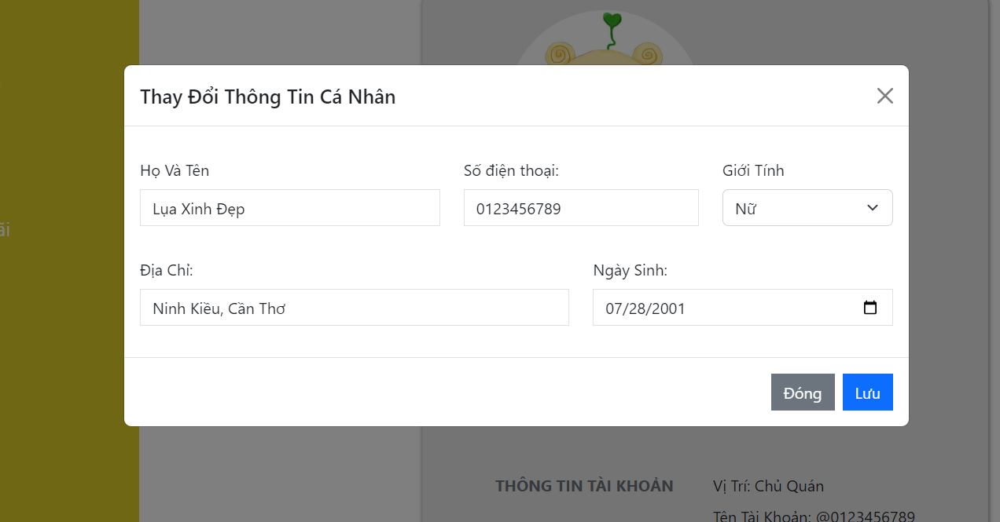 Thay Đổi Thông Tin Cá Nhân
Họ Và Tên
Số điện thoại:
Giới Tính
Lụa Xinh Đẹp
0123456789
Nữ
Địa Chỉ:
Ngày Sinh:
Ninh Kiều, Cần Thơ
07/28/2001
Đóng
Lưu
THÔNG TIN TÀI KHOẢN
Vị Trí: Chủ Quán
Tên Tài Khoản: @0123456789